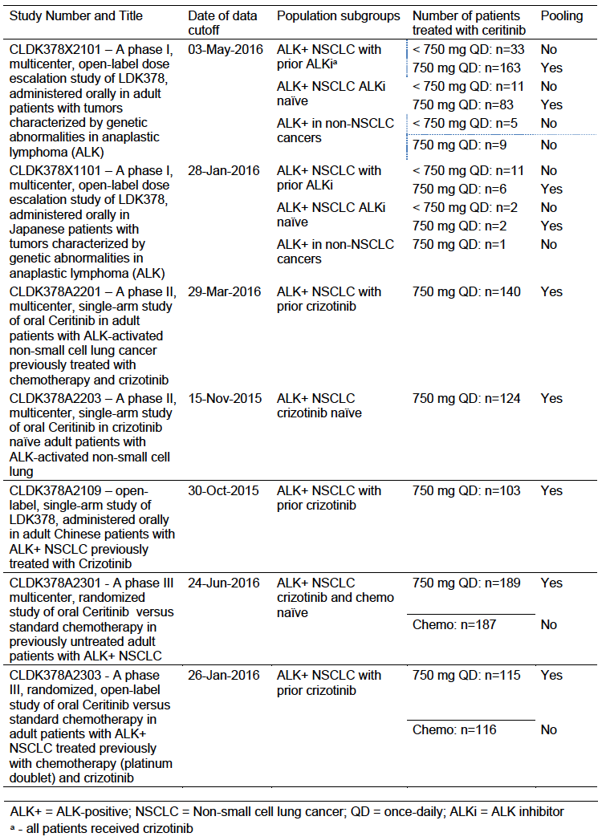 Study Number and Title Date of data cutoff Population subgroups Number of patients treated with ceritinib Pooling
CLDK378X2101 – A phase I,
multicenter, open-label dose
escalation study of LDK378,
administered orally in adult
patients with tumors
characterized by genetic
abnormalities in anaplastic
lymphoma (ALK)
03-May-2016
ALK+ NSCLC with
prior ALKiᵃ
< 750 mg QD: n=33 No
750 mg QD: n=163 Yes
ALK+ NSCLC ALKi
naïve
< 750 mg QD: n=11 No
750 mg QD: n=83 Yes
ALK+ in non-NSCLC
cancers
< 750 mg QD: n=5 No
750 mg QD: n=9 No
CLDK378X1101 – A phase I,
multicenter, open-label dose
escalation study of LDK378,
administered orally in
Japanese patients with
tumors characterized by
genetic abnormalities in
anaplastic lymphoma (ALK)
28-Jan-2016
ALK+ NSCLC with
prior ALKi
< 750 mg QD: n=11 No
750 mg QD: n=6 Yes
ALK+ NSCLC ALKi
naïve
< 750 mg QD: n=2 No
750 mg QD: n=2 Yes
ALK+ in non-NSCLC
cancers
750 mg QD: n=1 No
CLDK378A2201 – A phase II,
multicenter, single-arm study
of oral Ceritinib in adult
patients with ALK-activated
non-small cell lung cancer
previously treated with
chemotherapy and crizotinib
29-Mar-2016
ALK+ NSCLC with
prior crizotinib
750 mg QD: n=140 Yes
CLDK378A2203 – A phase II,
multicenter, single-arm study
of oral Ceritinib in crizotinib
naïve adult patients with
ALK-activated non-small cell
lung
15-Nov-2015
ALK+ NSCLC
crizotinib naïve
750 mg QD: n=124 Yes
CLDK378A2109 – open-
label, single-arm study of
LDK378, administered orally
in adult Chinese patients with
ALK+ NSCLC previously
treated with Crizotinib
30-Oct-2015
ALK+ NSCLC with
prior crizotinib
750 mg QD: n=103 Yes
CLDK378A2301 - A phase III
multicenter, randomized
study of oral Ceritinib versus
standard chemotherapy in
previously untreated adult
patients with ALK+ NSCLC
24-Jun-2016
ALK+ NSCLC
crizotinib and chemo
naïve
750 mg QD: n=189 Yes
Chemo: n=187 No
CLDK378A2303 - A phase
III, randomized, open-label
study of oral Ceritinib versus
standard chemotherapy in
adult patients with ALK+
NSCLC treated previously
with chemotherapy (platinum
doublet) and crizotinib
26-Jan-2016
ALK+ NSCLC with
prior crizotinib
750 mg QD: n=115 Yes
Chemo: n=116 No
ALK+ = ALK-positive; NSCLC = Non-small cell lung cancer; QD = once-daily; ALKi = ALK inhibitor
ᵃ - all patients received crizotinib